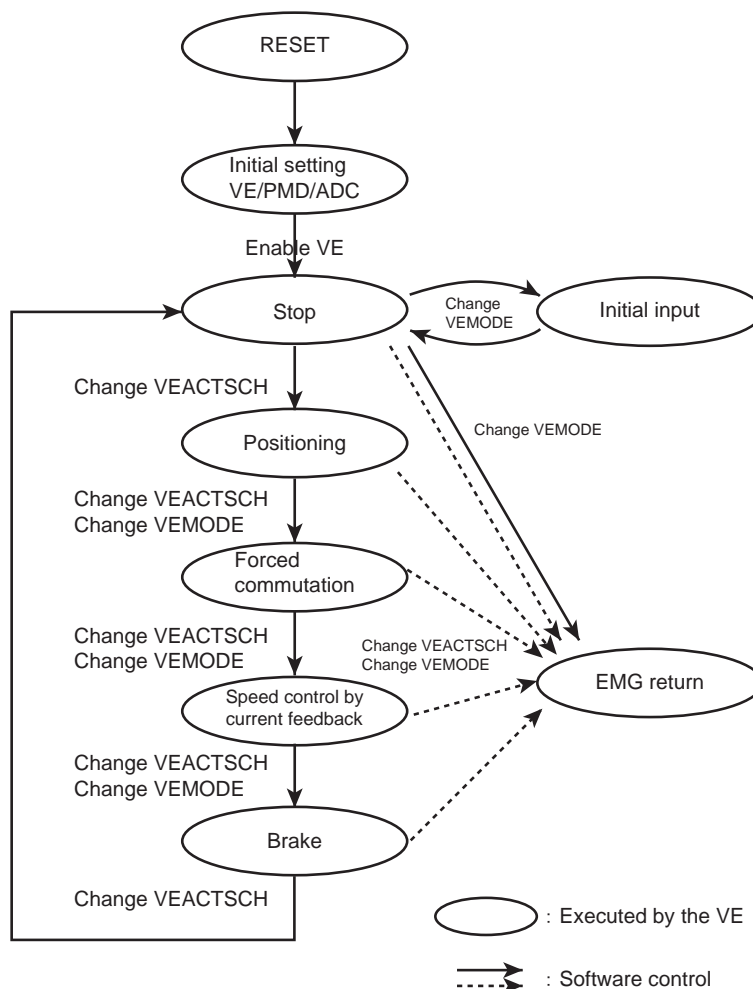 RESET
Initial setting
VE/PMD/ADC
Enable VE
Stop
Change
VEMODE
Initial input
Change VEACTSCH
Change VEMODE
Positioning
Change VEACTSCH
Change VEMODE
Forced
commutation
Change VEACTSCH
Change VEMODE
Change VEACTSCH
Change VEMODE
EMG return
Speed control by
current feedback
Change VEACTSCH
Change VEMODE
Brake
Change VEACTSCH
: Executed by the VE
: Software control